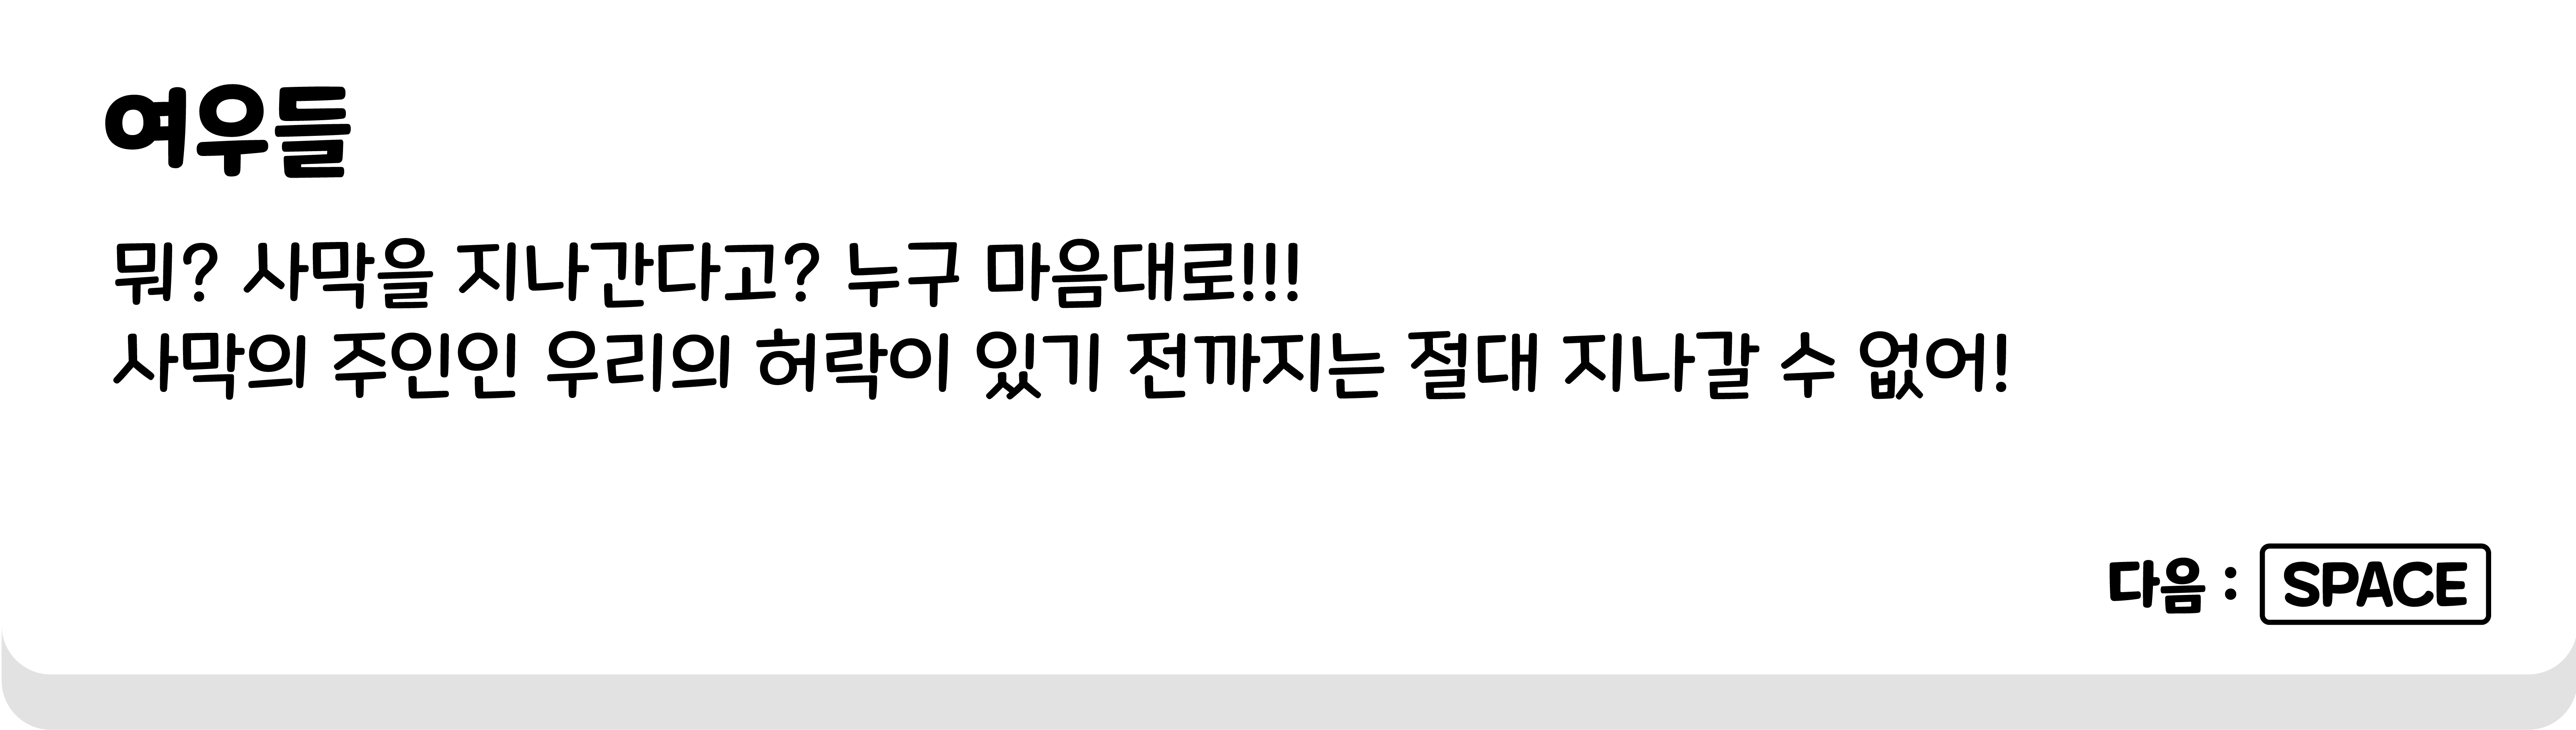 여우들
뭐? 사막을 지나간다고? 누구 마음대로!!!
사막의 주인인 우리의 허락이 있기 전까지는 절대 지나갈 수 없어!
다음 : SPACE